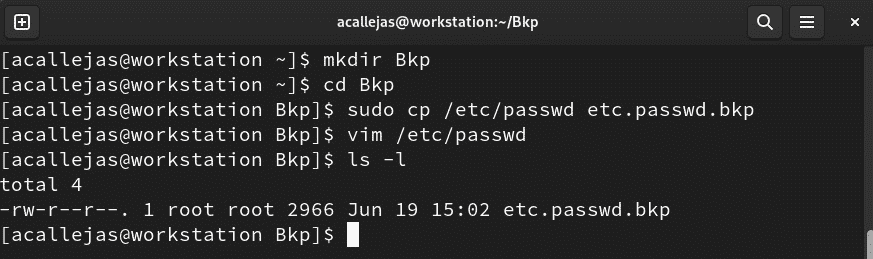 acallejas@workstation:~/Bkp
[acallejas@workstation ~]$ mkdir Bkp
[acallejas@workstation ~]$ cd Bkp
[acallejas@workstation Bkp]$ sudo cp /etc/passwd etc.passwd.bkp
[acallejas@workstation Bkp]$ vim /etc/passwd
[acallejas@workstation Bkp]$ ls -l
total 4
-rw-r--r--. 1 root root 2966 Jun 19 15:02 etc.passwd.bkp
[acallejas@workstation Bkp]$